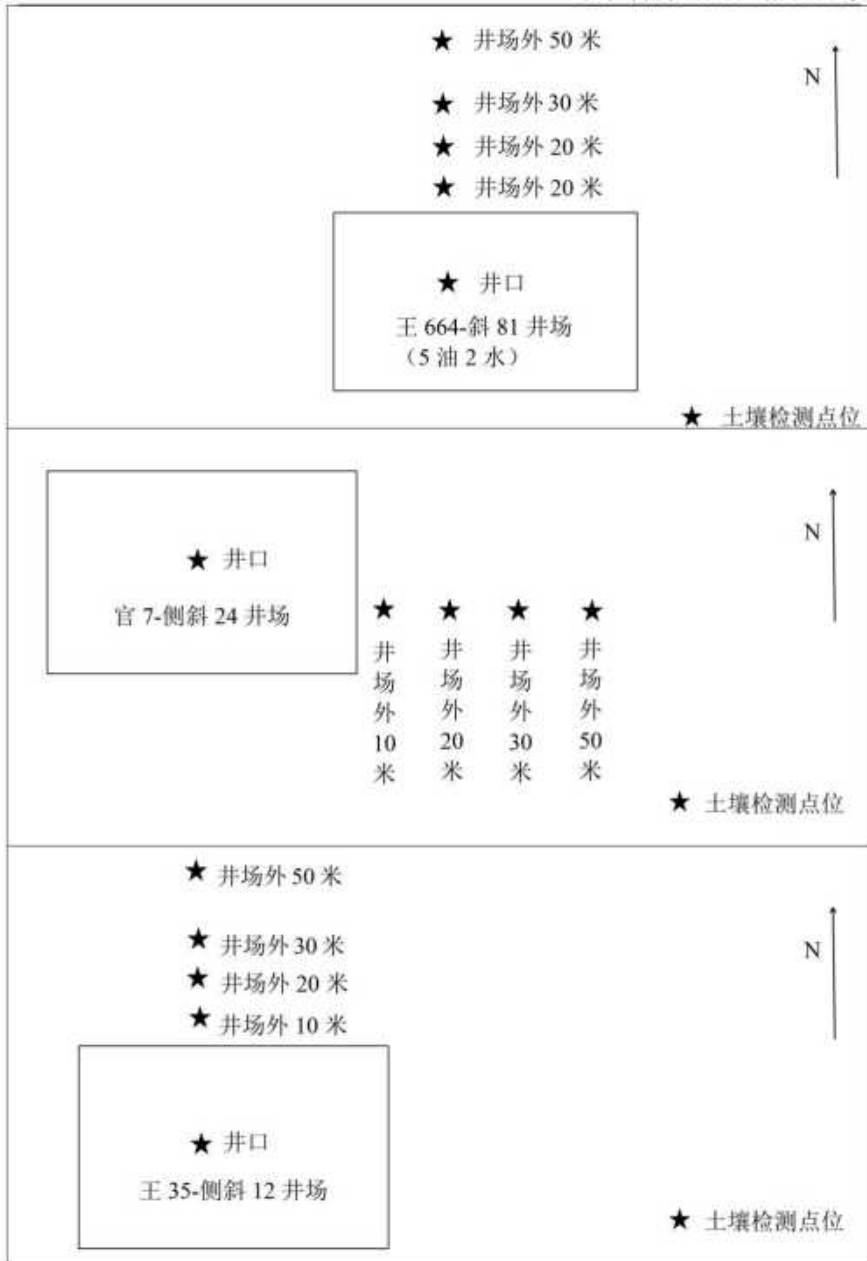 井场外 50 米
N
井场外 30 米
井场外 20 米
井场外 20 米
井口
王 664-斜 81 井场
（5 油 2 水）
★ 土壤检测点位
N
井口
官 7-侧斜 24 井场
井场外10米
井场外20米
井场外30米
井场外50米
★ 土壤检测点位
井场外 50 米
N
井场外 30 米
井场外 20 米
井场外 10 米
井口
王 35-侧斜 12 井场
★ 土壤检测点位